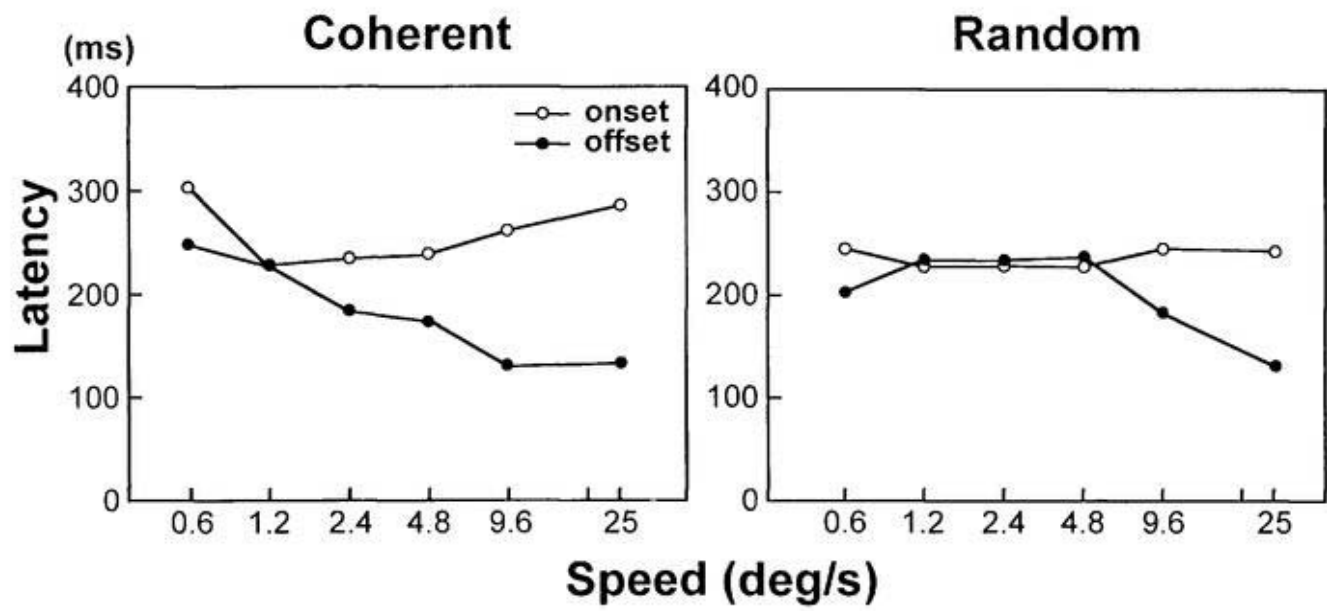 Coherent
Random
(ms)
400
300
200
100
0
onset
offset
Latency
0.6 1.2 2.4 4.8 9.6 25
400
300
200
100
0
0.6 1.2 2.4 4.8 9.6 25
Speed (deg/s)